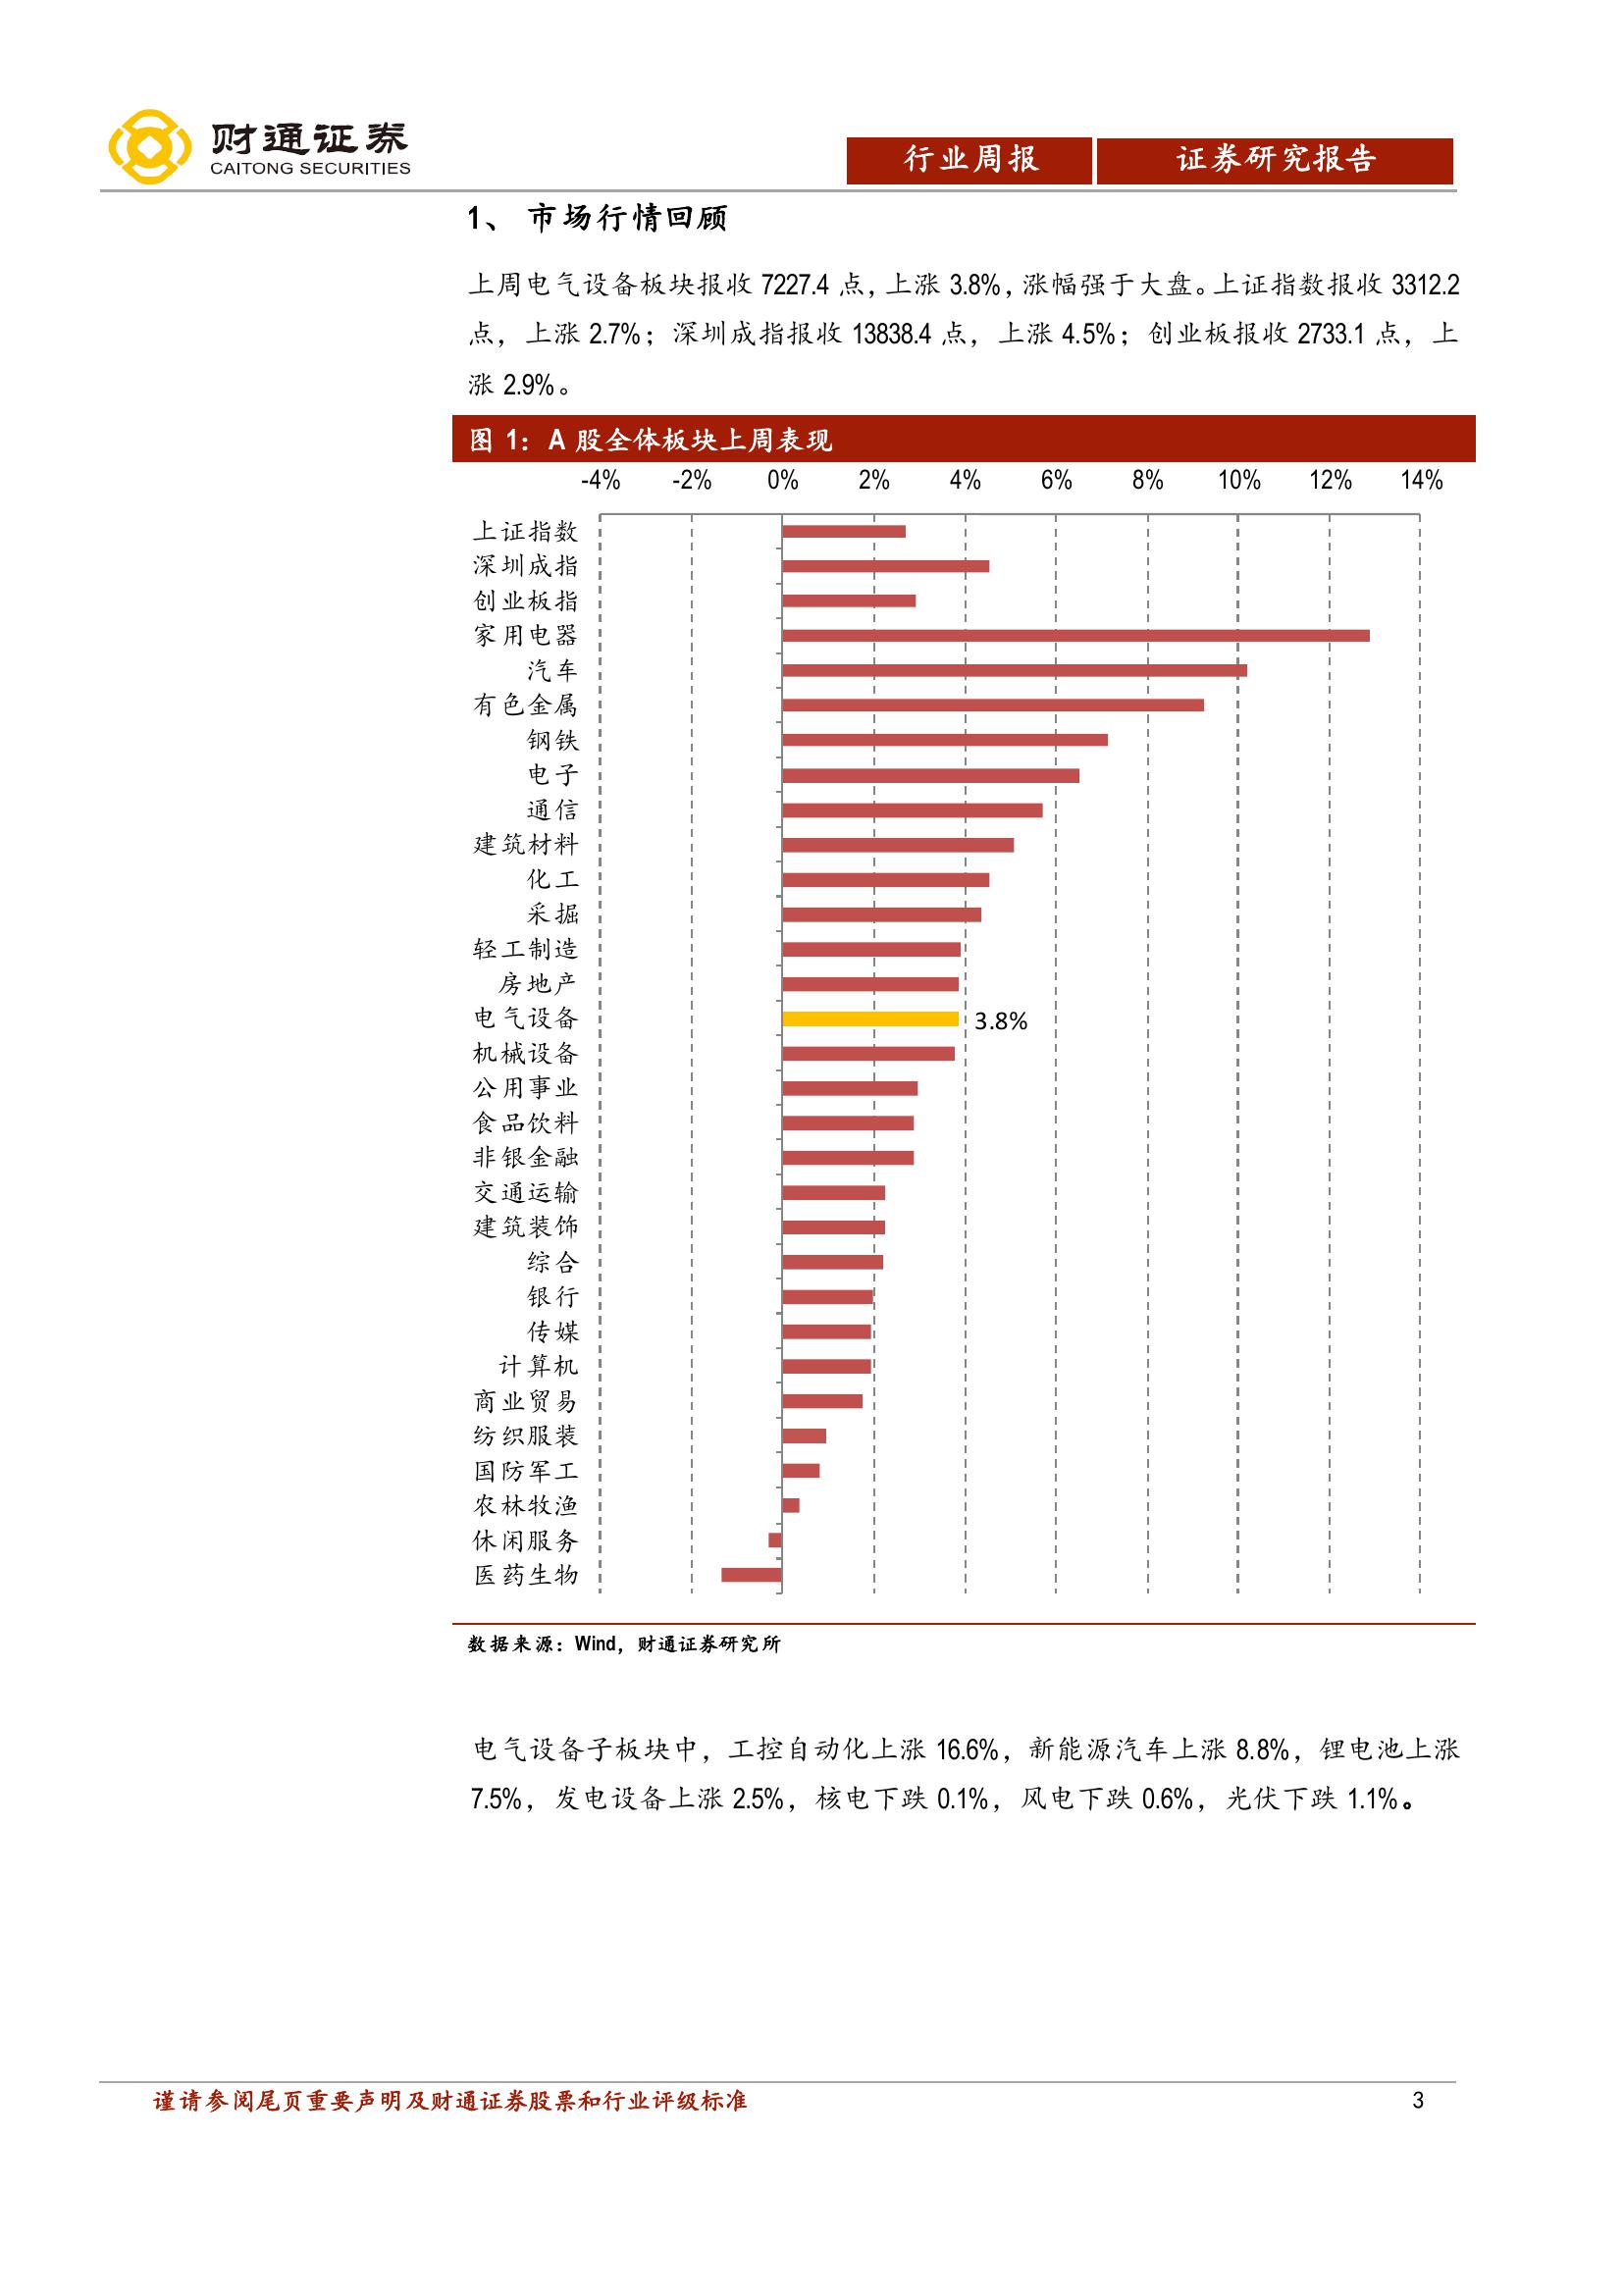 财通证券
CAITONG SECURITIES
行业周报
证券研究报告
1、 市场行情回顾
上周电气设备板块报收 7227.4 点，上涨 3.8%，涨幅强于大盘。上证指数报收 3312.2
点，上涨 2.7%；深圳成指报收 13838.4 点，上涨 4.5%；创业板报收 2733.1 点，上
涨 2.9%。
图 1：A 股全体板块上周表现
-4% -2% 0% 2% 4% 6% 8% 10% 12% 14%
上证指数
深圳成指
创业板指
家用电器
汽车
有色金属
钢铁
电子
通信
建筑材料
化工
采掘
轻工制造
房地产
电气设备 3.8%
机械设备
公用事业
食品饮料
非银金融
交通运输
建筑装饰
综合
银行
传媒
计算机
商业贸易
纺织服装
国防军工
农林牧渔
休闲服务
医药生物
数据来源：Wind，财通证券研究所
电气设备子板块中，工控自动化上涨 16.6%，新能源汽车上涨 8.8%，锂电池上涨
7.5%，发电设备上涨 2.5%，核电下跌 0.1%，风电下跌 0.6%，光伏下跌 1.1%。
谨请参阅尾页重要声明及财通证券股票和行业评级标准
3